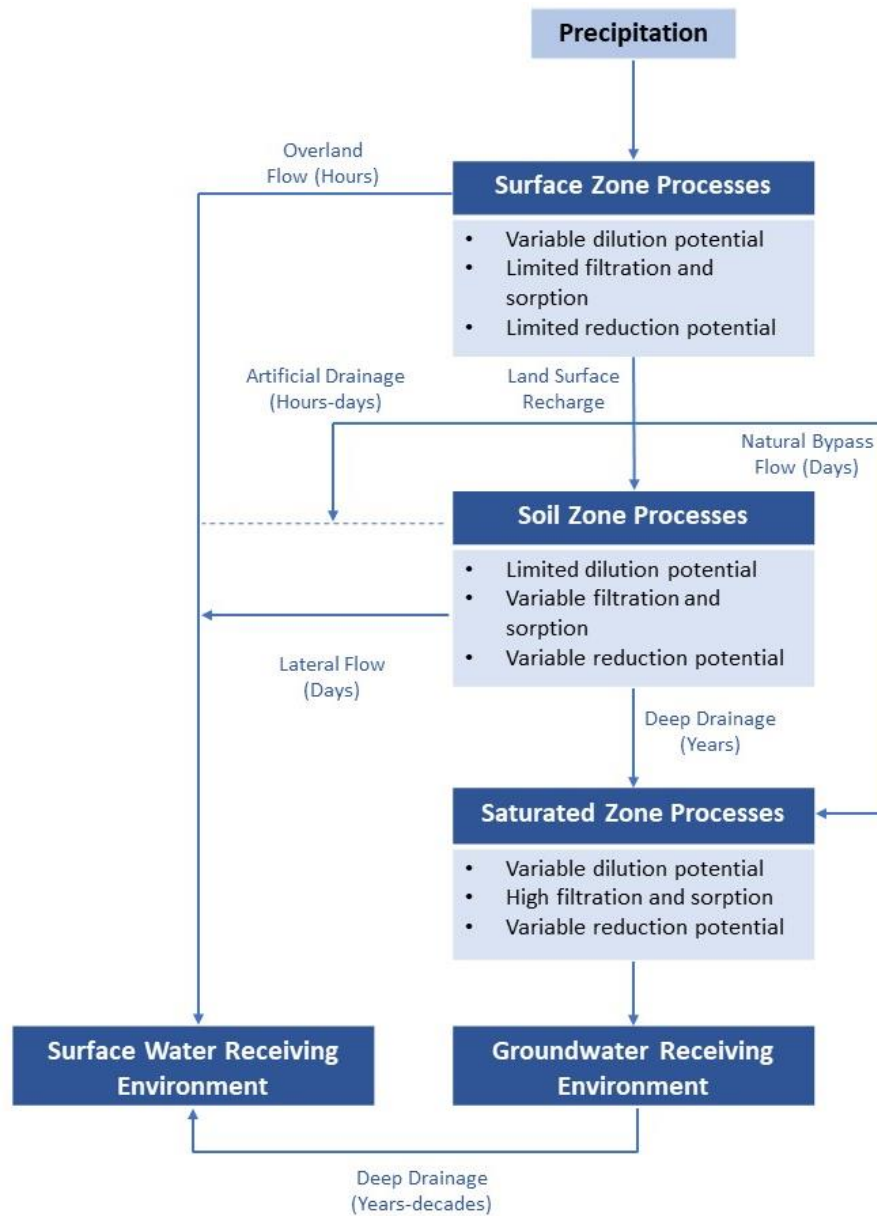 Precipitation
Overland
Flow (Hours)
Surface Zone Processes
• Variable dilution potential
• Limited filtration and
sorption
• Limited reduction potential
Artificial Drainage
(Hours-days)
Land Surface
Recharge
Natural Bypass
Flow (Days)
Soil Zone Processes
• Limited dilution potential
• Variable filtration and
sorption
• Variable reduction potential
Lateral Flow
(Days)
Deep Drainage
(Years)
Saturated Zone Processes
• Variable dilution potential
• High filtration and sorption
• Variable reduction potential
Surface Water Receiving
Environment
Groundwater Receiving
Environment
Deep Drainage
(Years-decades)